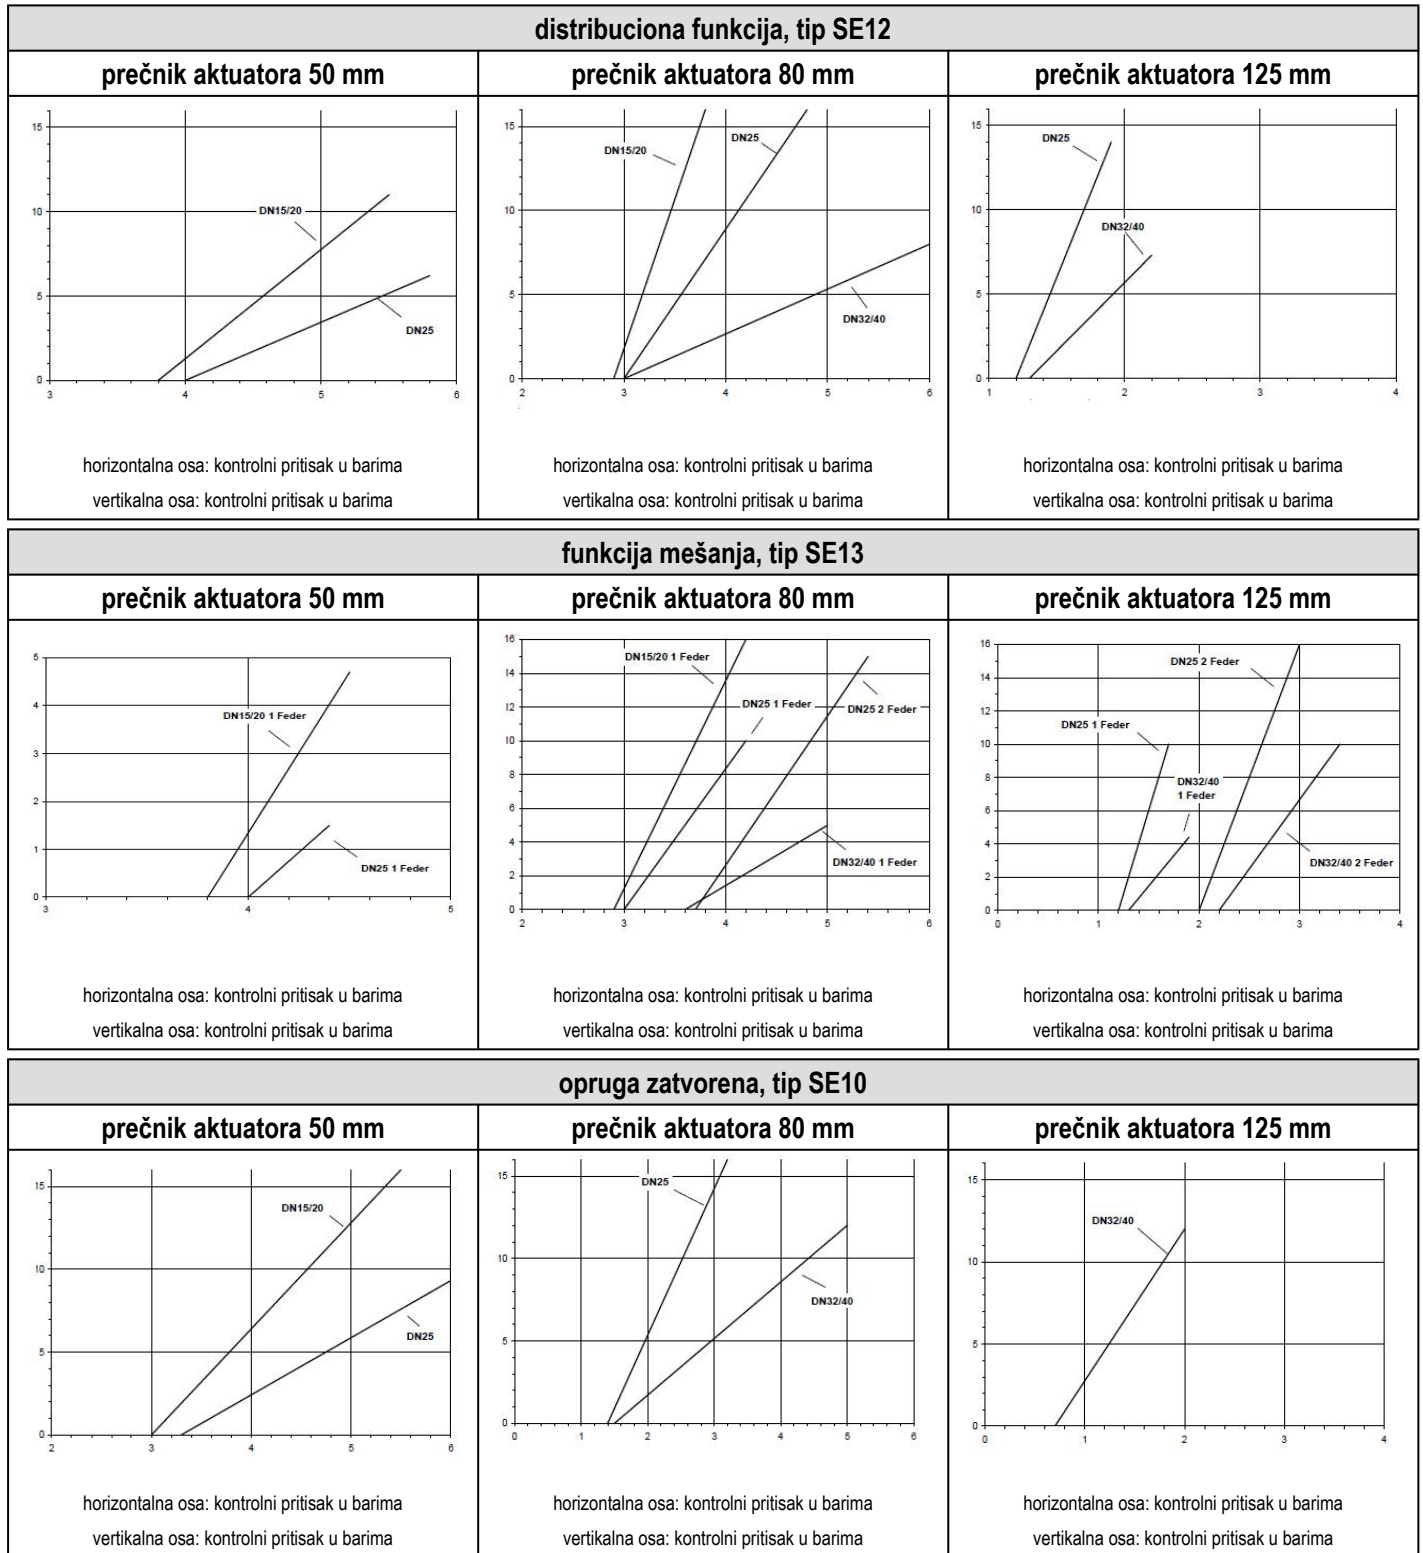 distribuciona funkcija, tip SE12
prečnik aktuatora 50 mm
prečnik aktuatora 80 mm
prečnik aktuatora 125 mm
15
10
5
0
3
4
5
6
DN15/20
DN25
15
10
5
0
2
3
4
5
6
DN15/20
DN25
DN32/40
15
10
5
0
1
2
3
4
DN25
DN32/40
horizontalna osa: kontrolni pritisak u barima
vertikalna osa: kontrolni pritisak u barima
horizontalna osa: kontrolni pritisak u barima
vertikalna osa: kontrolni pritisak u barima
horizontalna osa: kontrolni pritisak u barima
vertikalna osa: kontrolni pritisak u barima
funkcija mešanja, tip SE13
prečnik aktuatora 50 mm
prečnik aktuatora 80 mm
prečnik aktuatora 125 mm
5
4
3
2
1
0
3
4
5
DN15/20 1 Feder
DN25 1 Feder
16
14
12
10
8
6
4
2
0
2
3
4
5
6
DN15/20 1 Feder
DN25 1 Feder
DN25 2 Feder
DN32/40 1 Feder
16
14
12
10
8
6
4
2
0
0
1
2
3
4
DN25 2 Feder
DN25 1 Feder
DN32/40
1 Feder
DN32/40 2 Feder
horizontalna osa: kontrolni pritisak u barima
vertikalna osa: kontrolni pritisak u barima
horizontalna osa: kontrolni pritisak u barima
vertikalna osa: kontrolni pritisak u barima
horizontalna osa: kontrolni pritisak u barima
vertikalna osa: kontrolni pritisak u barima
opruga zatvorena, tip SE10
prečnik aktuatora 50 mm
prečnik aktuatora 80 mm
prečnik aktuatora 125 mm
15
10
5
0
2
3
4
5
6
DN15/20
DN25
15
10
5
0
0
1
2
3
4
5
6
DN25
DN32/40
15
10
5
0
0
1
2
3
4
DN32/40
horizontalna osa: kontrolni pritisak u barima
vertikalna osa: kontrolni pritisak u barima
horizontalna osa: kontrolni pritisak u barima
vertikalna osa: kontrolni pritisak u barima
horizontalna osa: kontrolni pritisak u barima
vertikalna osa: kontrolni pritisak u barima